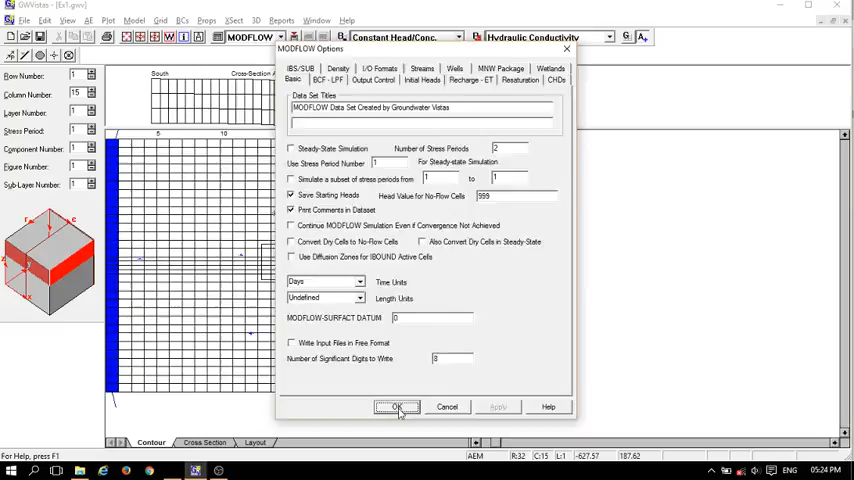 GWVistas - [Ex1.gwv]
File Edit View AE Plot Model Grid BCs Props XSect 3D Reports Window Help
MODFLOW Constant Head/Conc. Hydraulic Conductivity G: A+
Row Number: 1
Column Number: 15
Layer Number: 1
Stress Period: 1
Component Number: 1
Figure Number: 1
Sub-Layer Number: 1
South
Cross-Section A
5 10
MODFLOW Options
IBS/SUB Density I/O Formats Streams Wells MNW Package Wetlands
Basic BCF - LPF Output Control Initial Heads Recharge - ET Resaturation CHDs
Data Set Titles
MODFLOW Data Set Created by Groundwater Vistas
Steady-State Simulation Number of Stress Periods 2
Use Stress Period Number 1 For Steady-state Simulation
Simulate a subset of stress periods from 1 to 1
Save Starting Heads Head Value for No-Flow Cells 999
Print Comments in Dataset
Continue MODFLOW Simulation Even if Convergence Not Achieved
Convert Dry Cells to No-Flow Cells Also Convert Dry Cells in Steady-State
Use Diffusion Zones for IBOUND Active Cells
Days Time Units
Undefined Length Units
MODFLOW-SURFACT DATUM 0
Write Input Files in Free Format
Number of Significant Digits to Write 8
OK Cancel Apply Help
Contour Cross Section Layout
For Help, press F1 AEM R:32 C:15 L:1 -627.57 187.62
ENG 05:24 PM